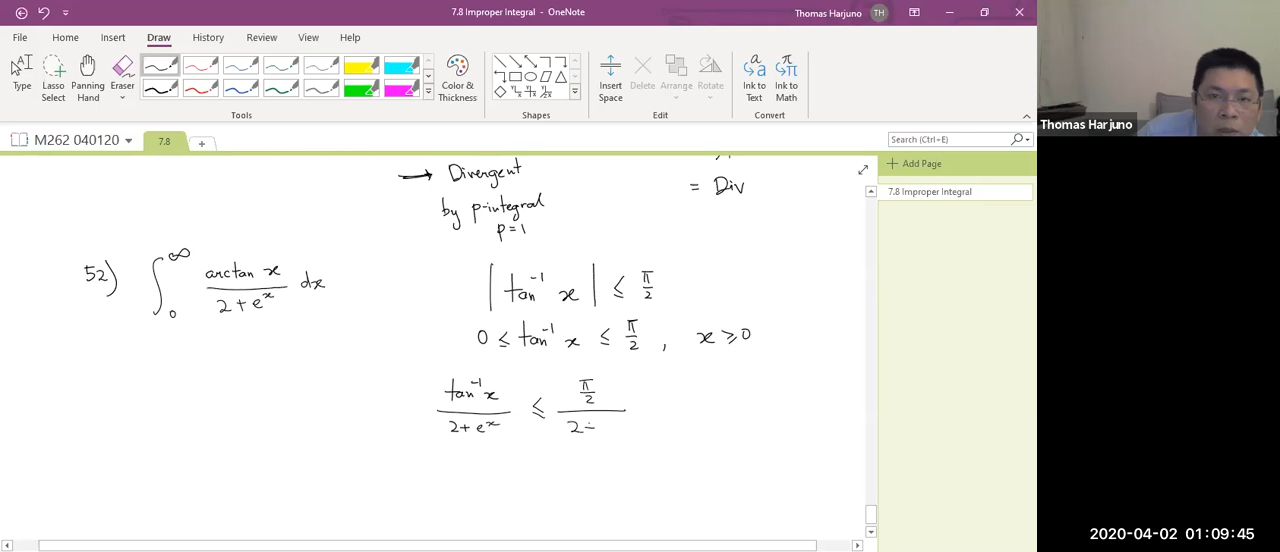 7.8 Improper Integral - OneNote
Thomas Harjuno TH
File Home Insert Draw History Review View Help
Type
Lasso Select
Panning Hand
Eraser
Color & Thickness
Insert Space
Delete
Arrange
Rotate
Ink to Text
Ink to Math
Tools
Shapes
Edit
Convert
M262 040120
7.8
Search (Ctrl+E)
Add Page
7.8 Improper Integral
→ Divergent
by p-integral
p = 1
= Div
52) ∫₀^∞ (arctan x)/(2 + eˣ) dx
|tan⁻¹ x| ≤ π/2
0 ≤ tan⁻¹ x ≤ π/2 , x ≥ 0
(tan⁻¹ x)/(2 + eˣ) ≤ (π/2)/(2 +
Thomas Harjuno
2020-04-02 01:09:45